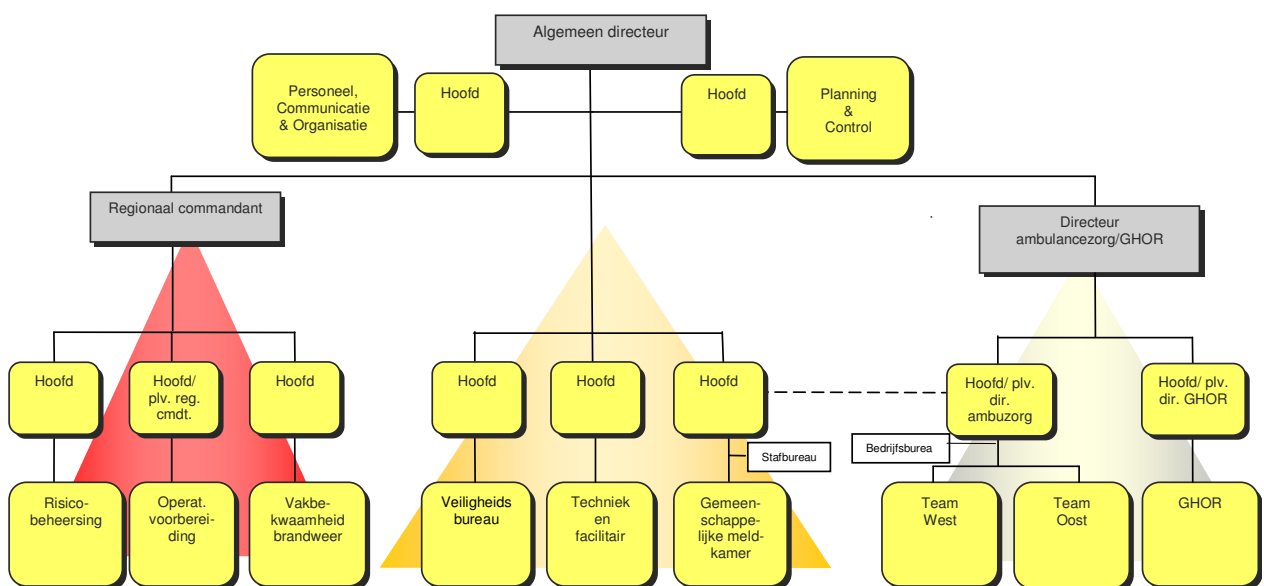 Algemeen directeur
Personeel,
Communicatie
& Organisatie
Hoofd
Hoofd
Planning
&
Control
Regionaal commandant
Directeur
ambulancezorg/GHOR
Hoofd
Hoofd/
plv. reg.
cmdt.
Hoofd
Hoofd
Hoofd
Hoofd
Hoofd/ plv.
dir.
ambuzorg
Hoofd/ plv.
dir. GHOR
Stafbureau
Bedrijfsburea
Risico-
beheersing
Operat.
voorberei-
ding
Vakbe-
kwaamheid
brandweer
Veiligheids
bureau
Techniek
en
facilitair
Gemeen-
schappe-
lijke meld-
kamer
Team
West
Team
Oost
GHOR